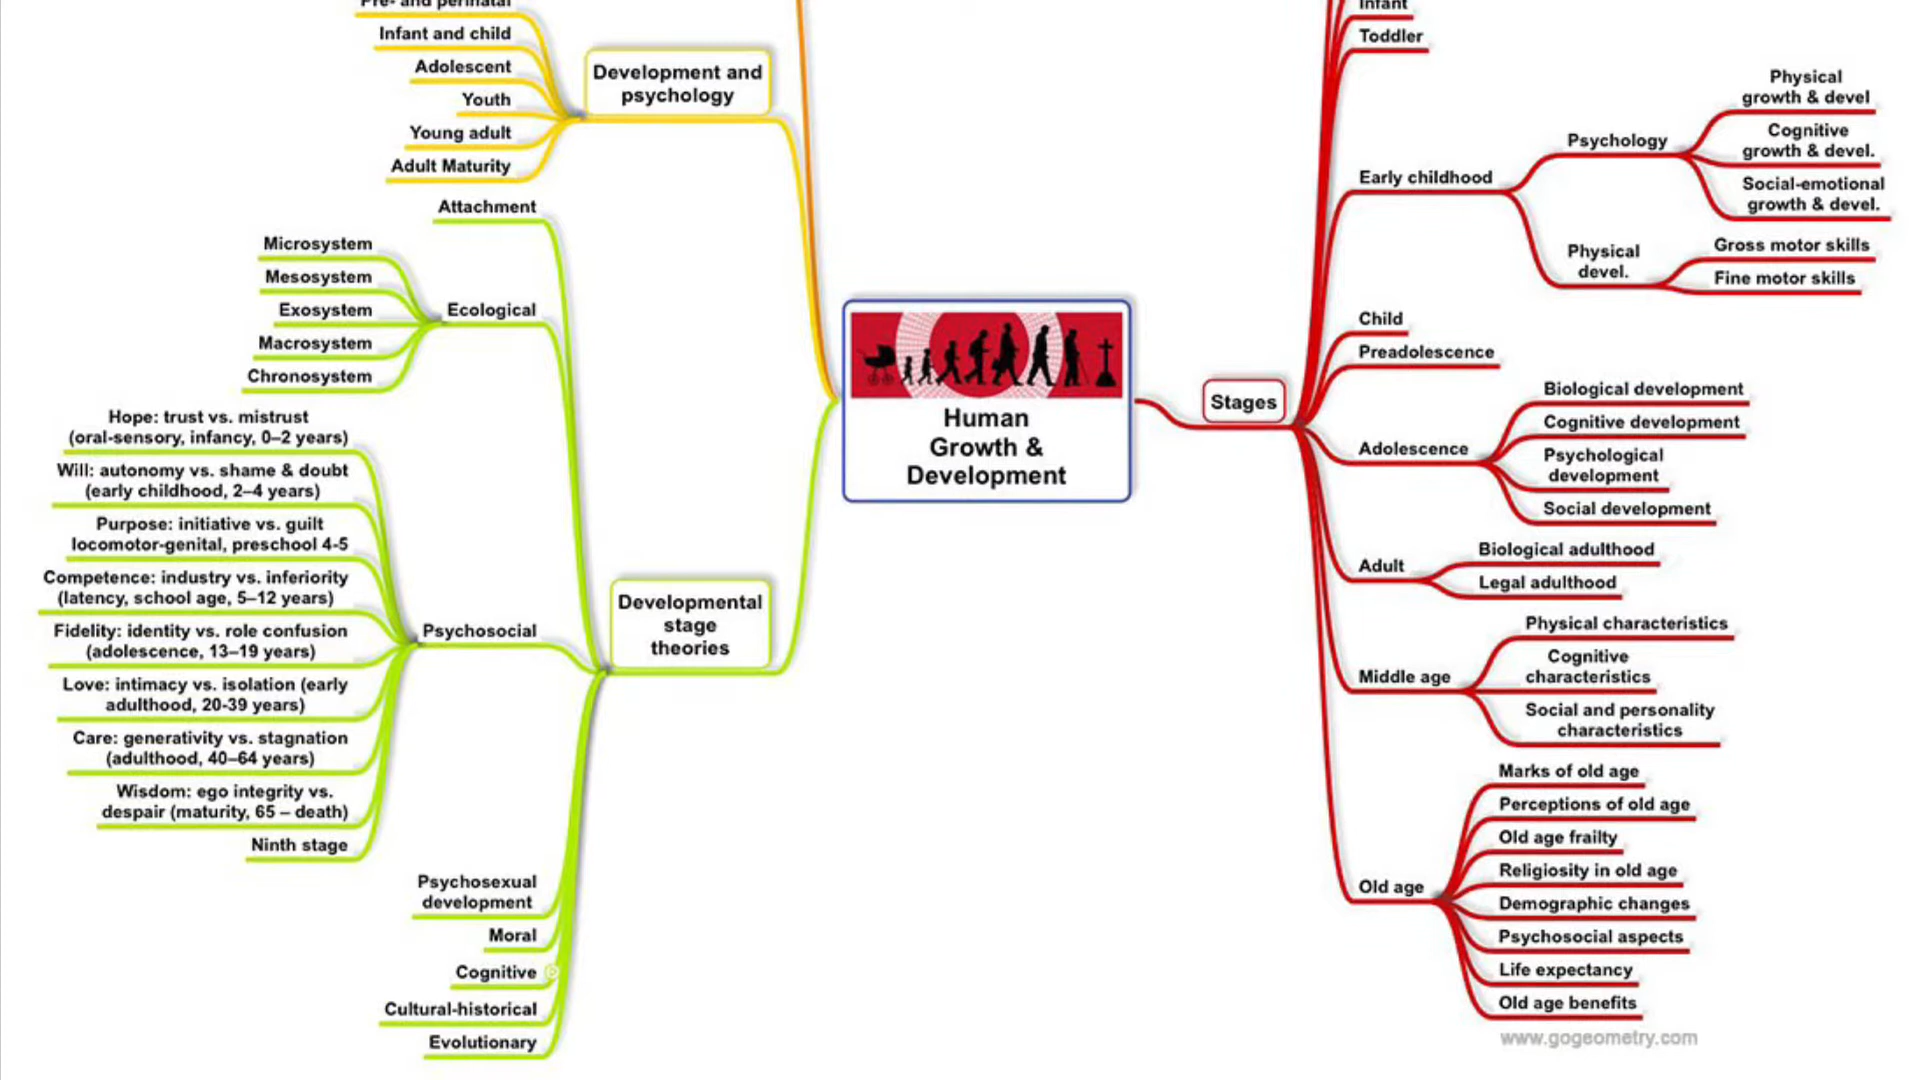 Pre- and perinatal
Infant and child
Adolescent
Youth
Young adult
Adult Maturity
Development and
psychology
Attachment
Microsystem
Mesosystem
Exosystem
Macrosystem
Chronosystem
Ecological
Hope: trust vs. mistrust
(oral-sensory, infancy, 0–2 years)
Will: autonomy vs. shame & doubt
(early childhood, 2–4 years)
Purpose: initiative vs. guilt
locomotor-genital, preschool 4-5
Competence: industry vs. inferiority
(latency, school age, 5–12 years)
Fidelity: identity vs. role confusion
(adolescence, 13–19 years)
Love: intimacy vs. isolation (early
adulthood, 20-39 years)
Care: generativity vs. stagnation
(adulthood, 40–64 years)
Wisdom: ego integrity vs.
despair (maturity, 65 – death)
Ninth stage
Psychosocial
Developmental
stage
theories
Psychosexual
development
Moral
Cognitive
Cultural-historical
Evolutionary
Human
Growth &
Development
Stages
Infant
Toddler
Early childhood
Psychology
Physical
growth & devel
Cognitive
growth & devel.
Social-emotional
growth & devel.
Physical
devel.
Gross motor skills
Fine motor skills
Child
Preadolescence
Adolescence
Biological development
Cognitive development
Psychological
development
Social development
Adult
Biological adulthood
Legal adulthood
Middle age
Physical characteristics
Cognitive
characteristics
Social and personality
characteristics
Old age
Marks of old age
Perceptions of old age
Old age frailty
Religiosity in old age
Demographic changes
Psychosocial aspects
Life expectancy
Old age benefits
www.gogeometry.com